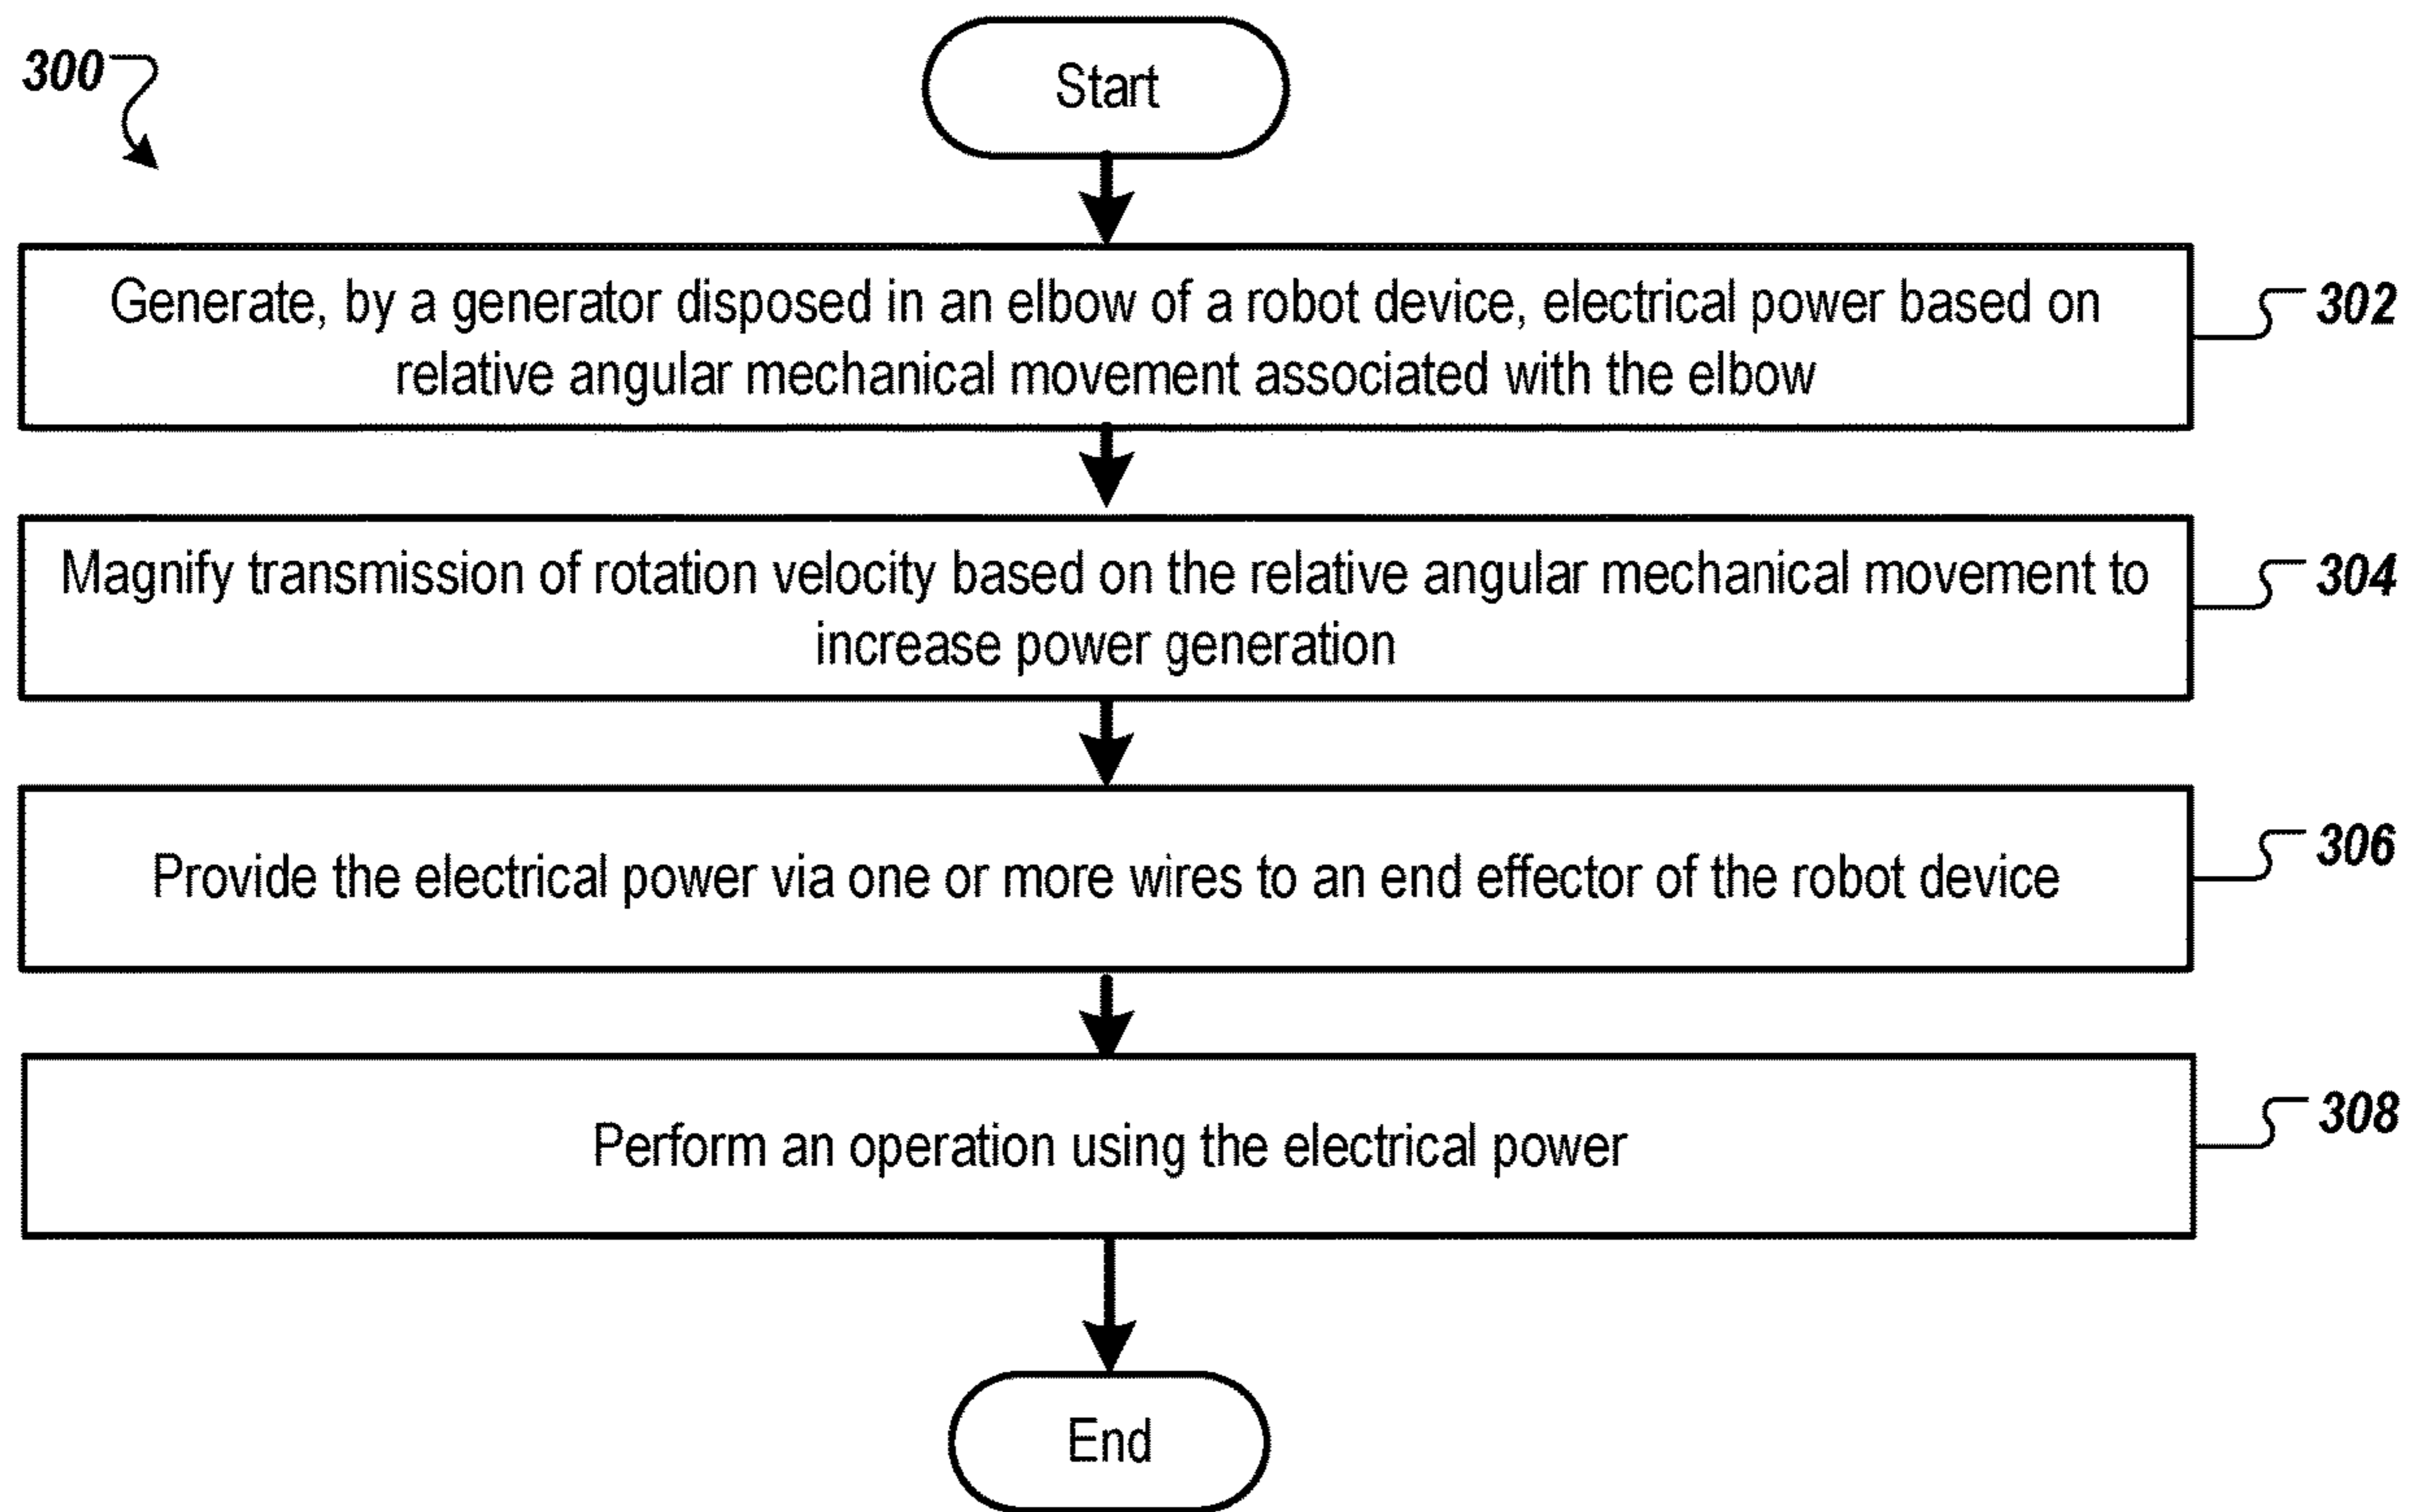 300
Start
Generate, by a generator disposed in an elbow of a robot device, electrical power based on
relative angular mechanical movement associated with the elbow
302
Magnify transmission of rotation velocity based on the relative angular mechanical movement to
increase power generation
304
Provide the electrical power via one or more wires to an end effector of the robot device
306
Perform an operation using the electrical power
308
End